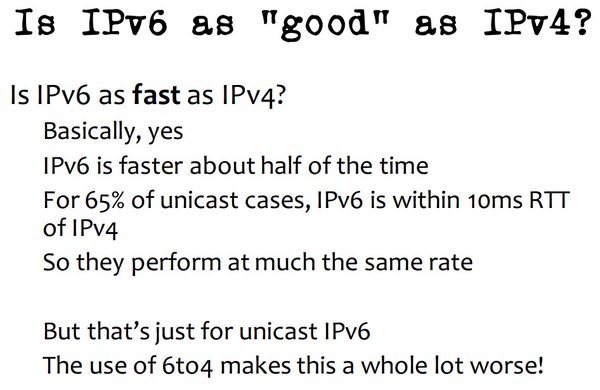 Is IPv6 as "good" as IPv4?
Is IPv6 as fast as IPv4?
Basically, yes
IPv6 is faster about half of the time
For 65% of unicast cases, IPv6 is within 10ms RTT
of IPv4
So they perform at much the same rate
But that’s just for unicast IPv6
The use of 6to4 makes this a whole lot worse!